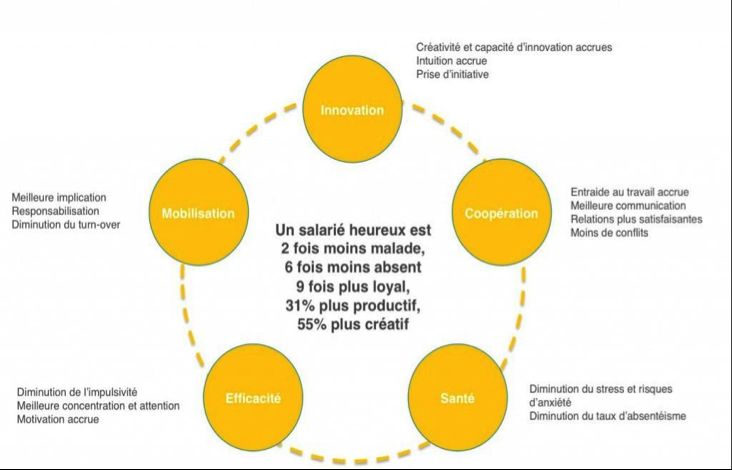 Créativité et capacité d'innovation accrues
Intuition accrue
Prise d'initiative
Innovation
Entraide au travail accrue
Meilleure communication
Relations plus satisfaisantes
Moins de conflits
Coopération
Meilleure implication
Responsabilisation
Diminution du turn-over
Mobilisation
Un salarié heureux est
2 fois moins malade,
6 fois moins absent
9 fois plus loyal,
31% plus productif,
55% plus créatif
Diminution de l'impulsivité
Meilleure concentration et attention
Motivation accrue
Efficacité
Santé
Diminution du stress et risques
d'anxiété
Diminution du taux d'absentéisme